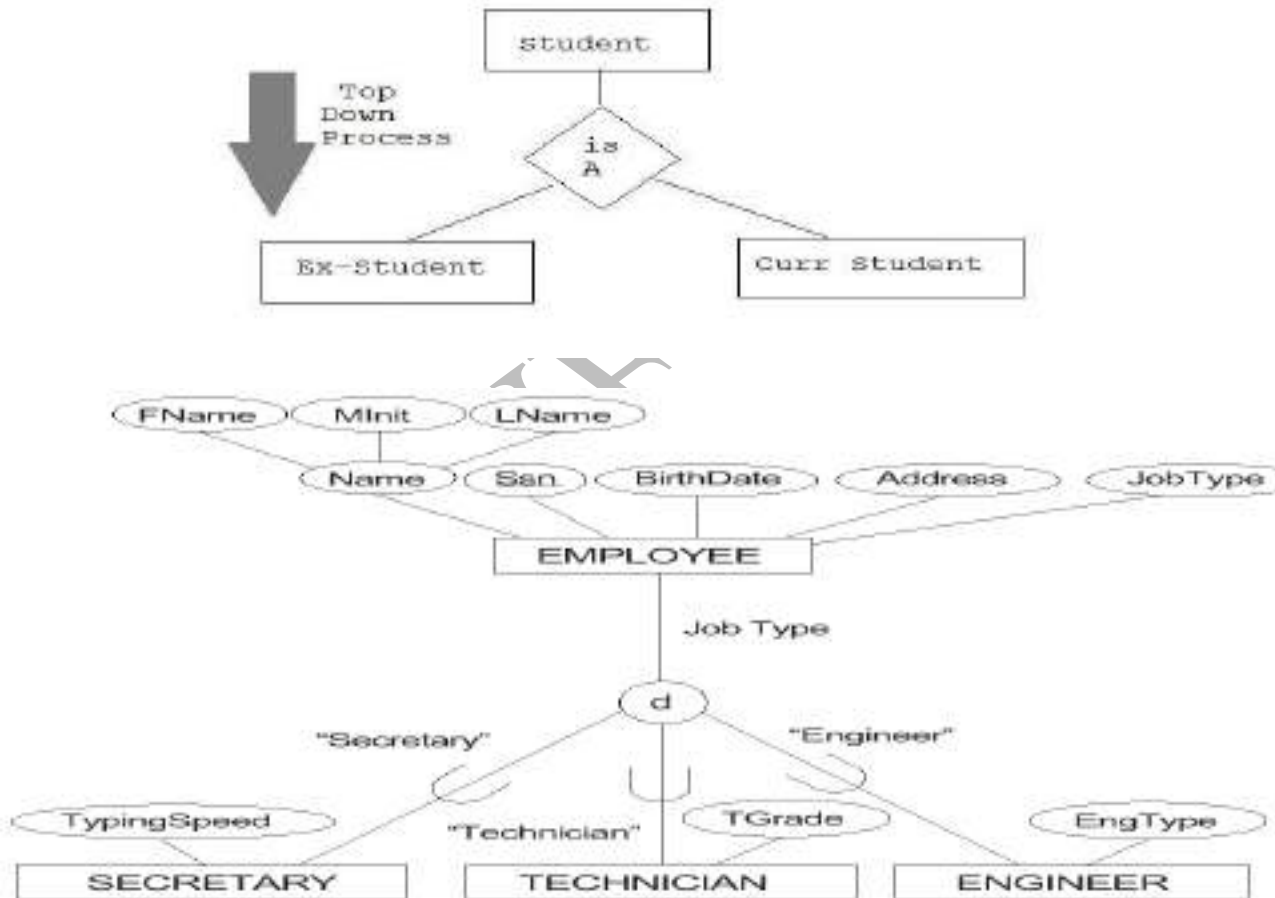 Student
Top
Down
Process
is
A
Ex-Student
Curr Student
FName MInit LName
Name Ssn BirthDate Address JobType
EMPLOYEE
Job Type
d
"Secretary" "Engineer"
TypingSpeed "Technician" TGrade EngType
SECRETARY TECHNICIAN ENGINEER